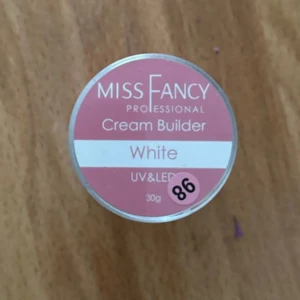 MISS FANCY
PROFESSIONAL
Cream Builder
White
UV&LED
30g
86